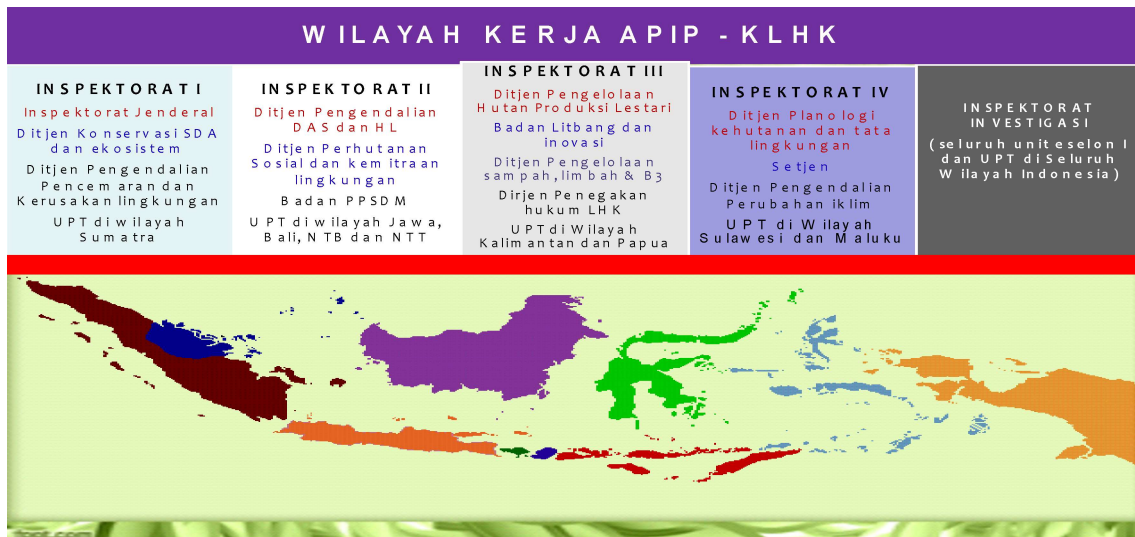 WILAYAH KERJA APIP - KLHK
INSPEKTORAT I
Inspektorat Jenderal
Ditjen Konservasi SDA
dan ekosistem
Ditjen Pengendalian
Pencemaran dan
Kerusakan lingkungan
UPT di wilayah
Sumatra
INSPEKTORAT II
Ditjen Pengendalian
DAS dan HL
Ditjen Perhutanan
Sosial dan kemitraan
lingkungan
Badan PPSDM
UPT di wilayah Jawa,
Bali, NTB dan NTT
INSPEKTORAT III
Ditjen Pengelolaan
Hutan Produksi Lestari
Badan Litbang dan
inovasi
Ditjen Pengelolaan
sampah, limbah & B3
Dirjen Penegakan
hukum LHK
UPT di Wilayah
Kalimantan dan Papua
INSPEKTORAT IV
Ditjen Planologi
kehutanan dan tata
lingkungan
Setjen
Ditjen Pengendalian
Perubahan iklim
UPT di Wilayah
Sulawesi dan Maluku
INSPEKTORAT
INVESTIGASI
(seluruh unit eselon I
dan UPT di Seluruh
Wilayah Indonesia)